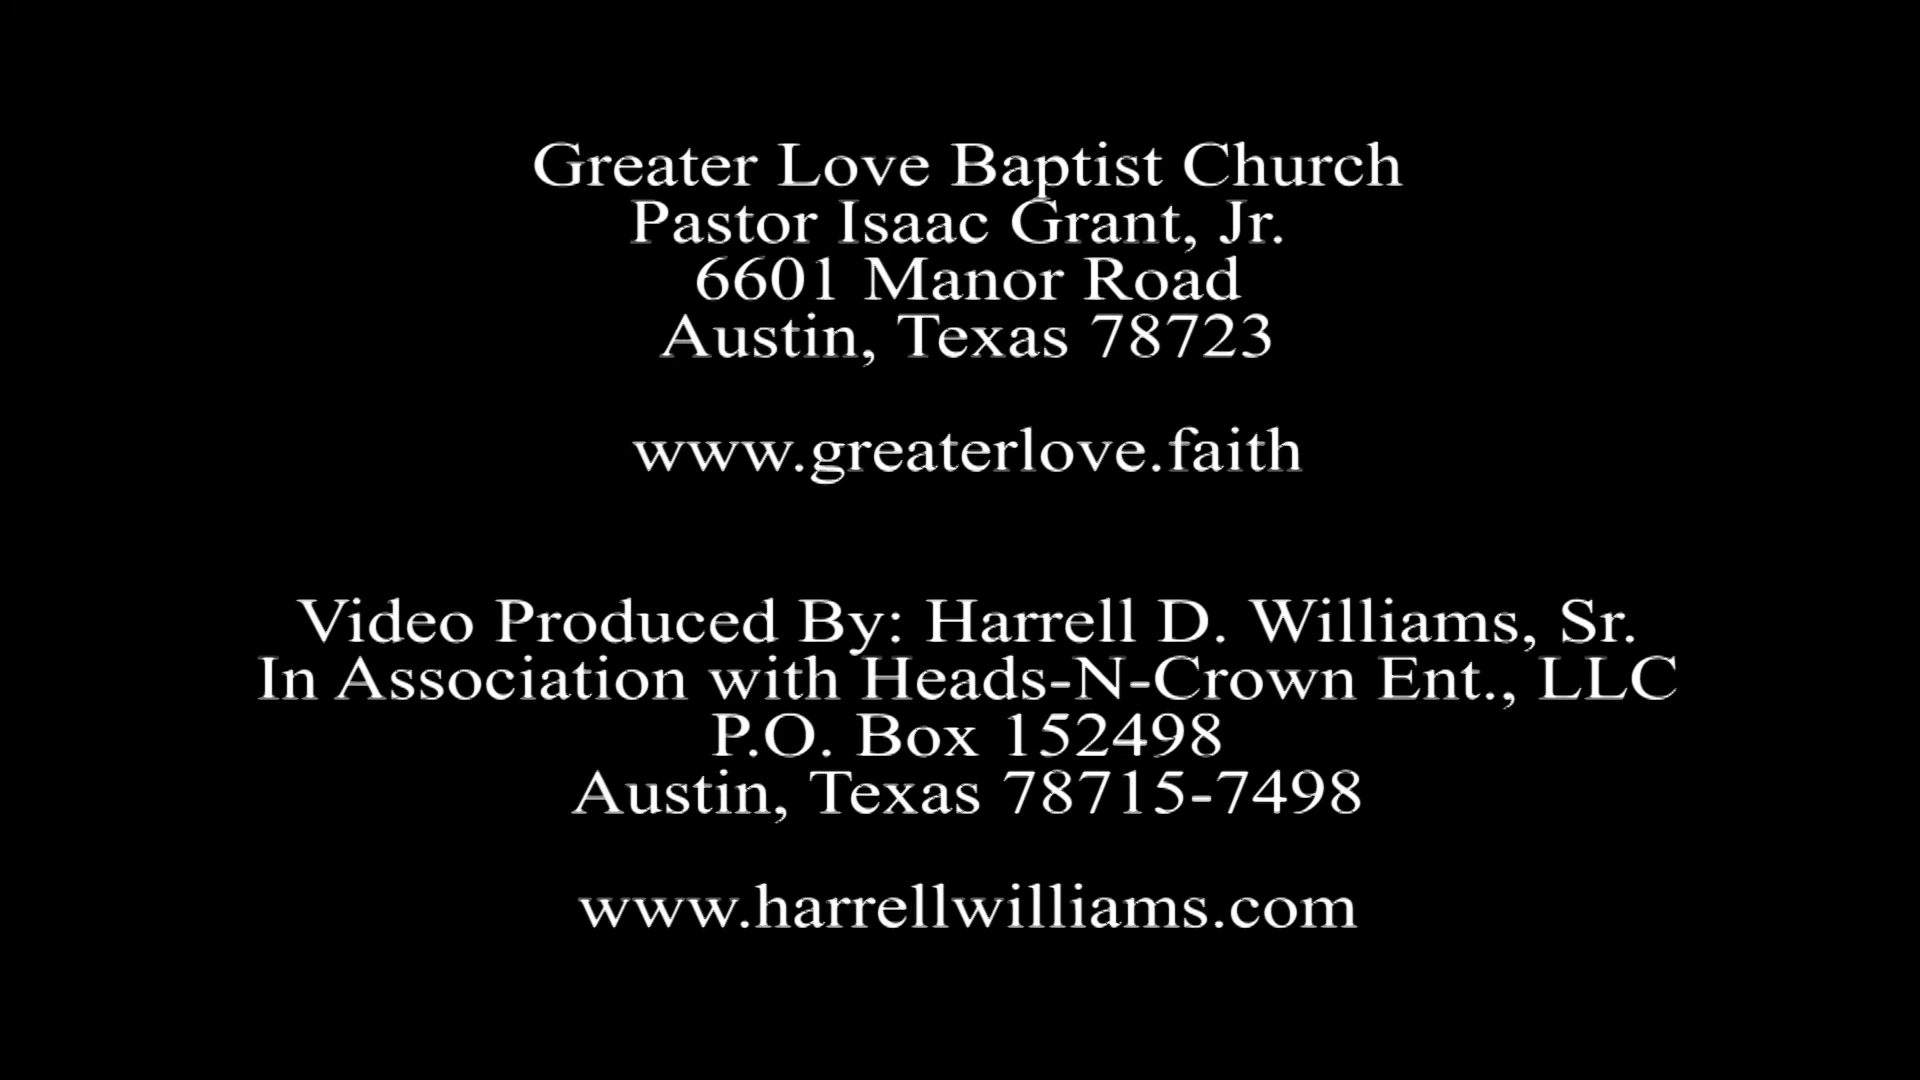 Greater Love Baptist Church
Pastor Isaac Grant, Jr.
6601 Manor Road
Austin, Texas 78723
www.greaterlove.faith
Video Produced By: Harrell D. Williams, Sr.
In Association with Heads-N-Crown Ent., LLC
P.O. Box 152498
Austin, Texas 78715-7498
www.harrellwilliams.com